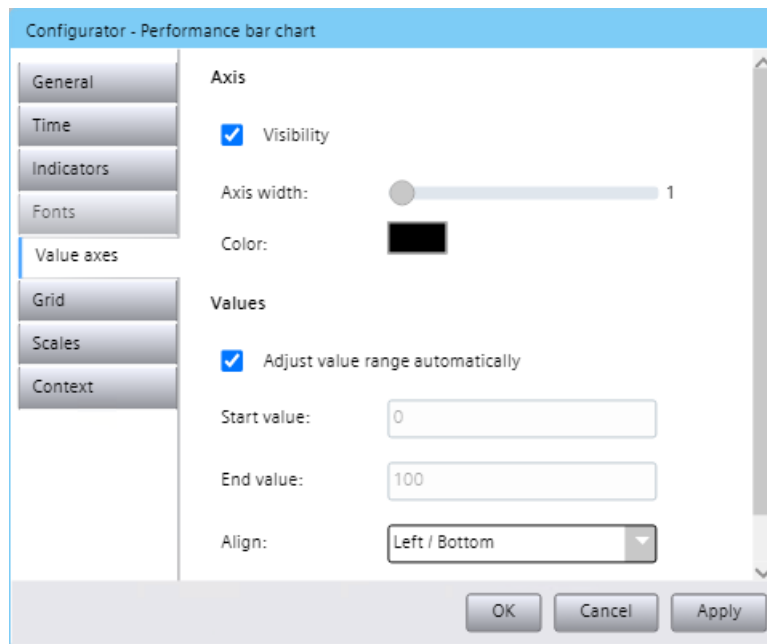 Configurator - Performance bar chart
General
Time
Indicators
Fonts
Value axes
Grid
Scales
Context
Axis
Visibility
Axis width: 1
Color:
Values
Adjust value range automatically
Start value: 0
End value: 100
Align: Left / Bottom
OK Cancel Apply